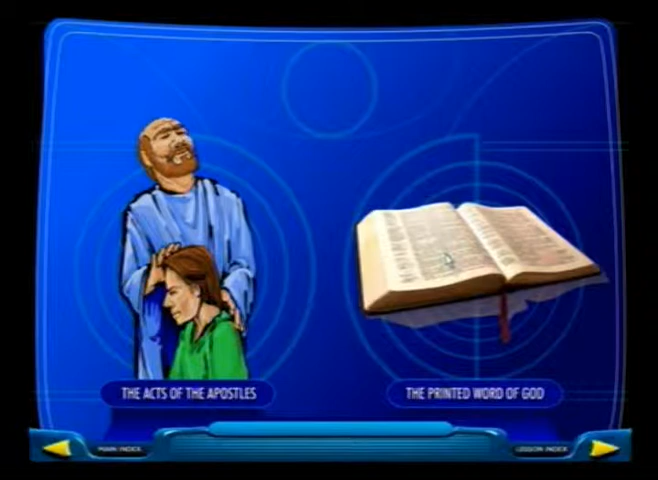 THE ACTS OF THE APOSTLES
THE PRINTED WORD OF GOD
MAIN INDEX
LESSON INDEX